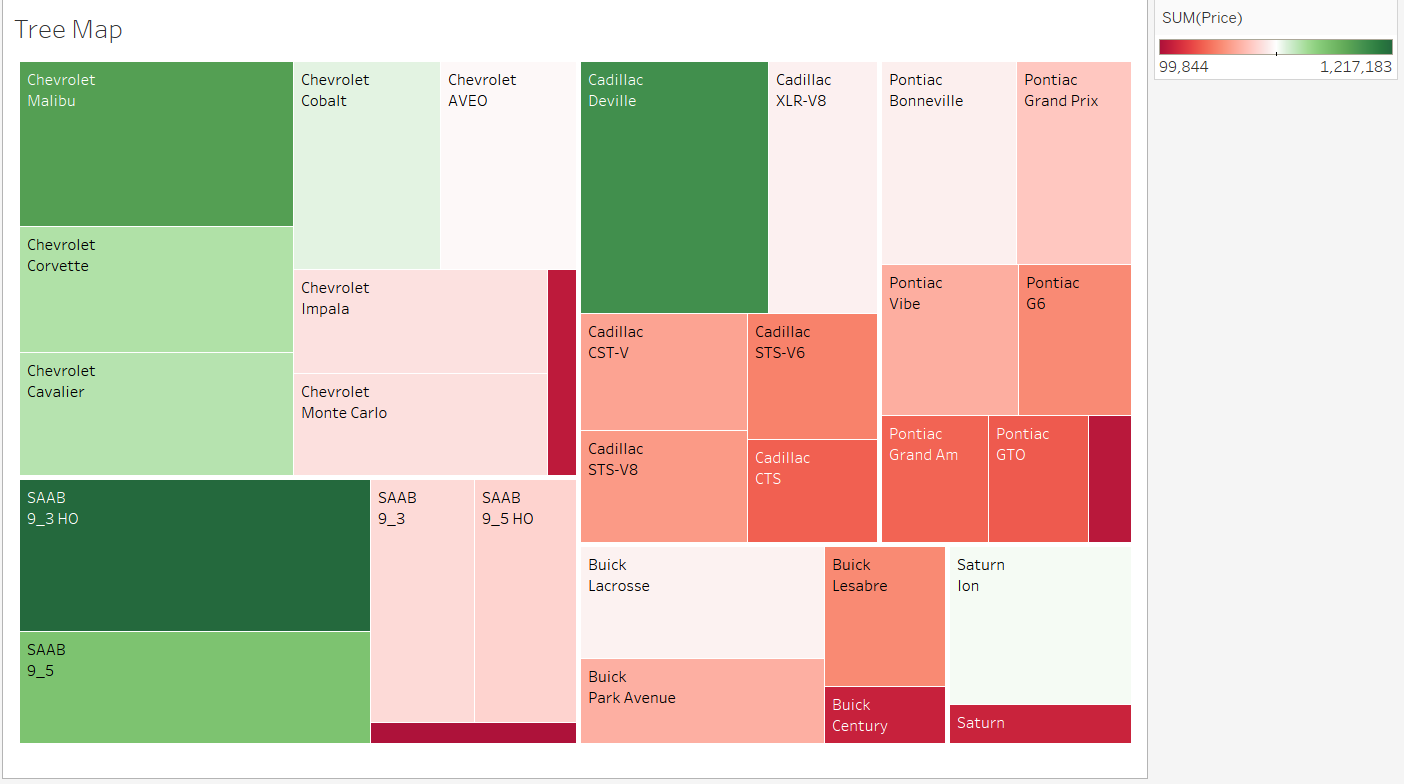 Tree Map
SUM(Price)
99,844
1,217,183
Chevrolet
Malibu
Chevrolet
Cobalt
Chevrolet
AVEO
Chevrolet
Corvette
Chevrolet
Impala
Chevrolet
Cavalier
Chevrolet
Monte Carlo
Cadillac
Deville
Cadillac
XLR-V8
Cadillac
CST-V
Cadillac
STS-V6
Cadillac
STS-V8
Cadillac
CTS
Pontiac
Bonneville
Pontiac
Grand Prix
Pontiac
Vibe
Pontiac
G6
Pontiac
Grand Am
Pontiac
GTO
SAAB
9_3 HO
SAAB
9_3
SAAB
9_5 HO
SAAB
9_5
Buick
Lacrosse
Buick
Lesabre
Buick
Park Avenue
Buick
Century
Saturn
Ion
Saturn